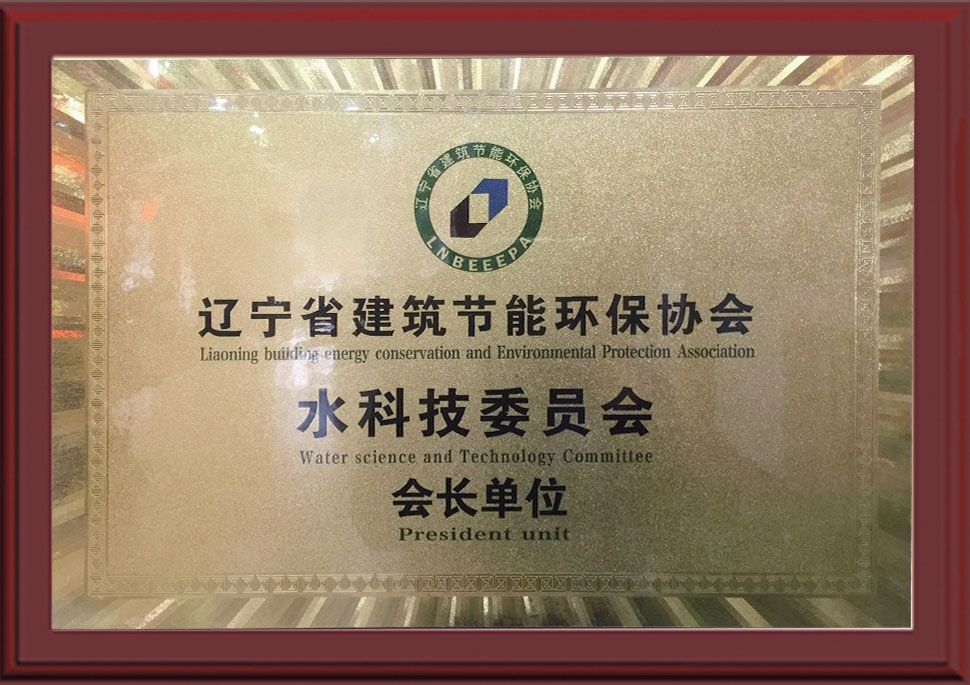 辽宁省建筑节能环保协会
LNBEEEPA
辽宁省建筑节能环保协会
Liaoning building energy conservation and Environmental Protection Association
水科技委员会
Water science and Technology Committee
会长单位
President unit